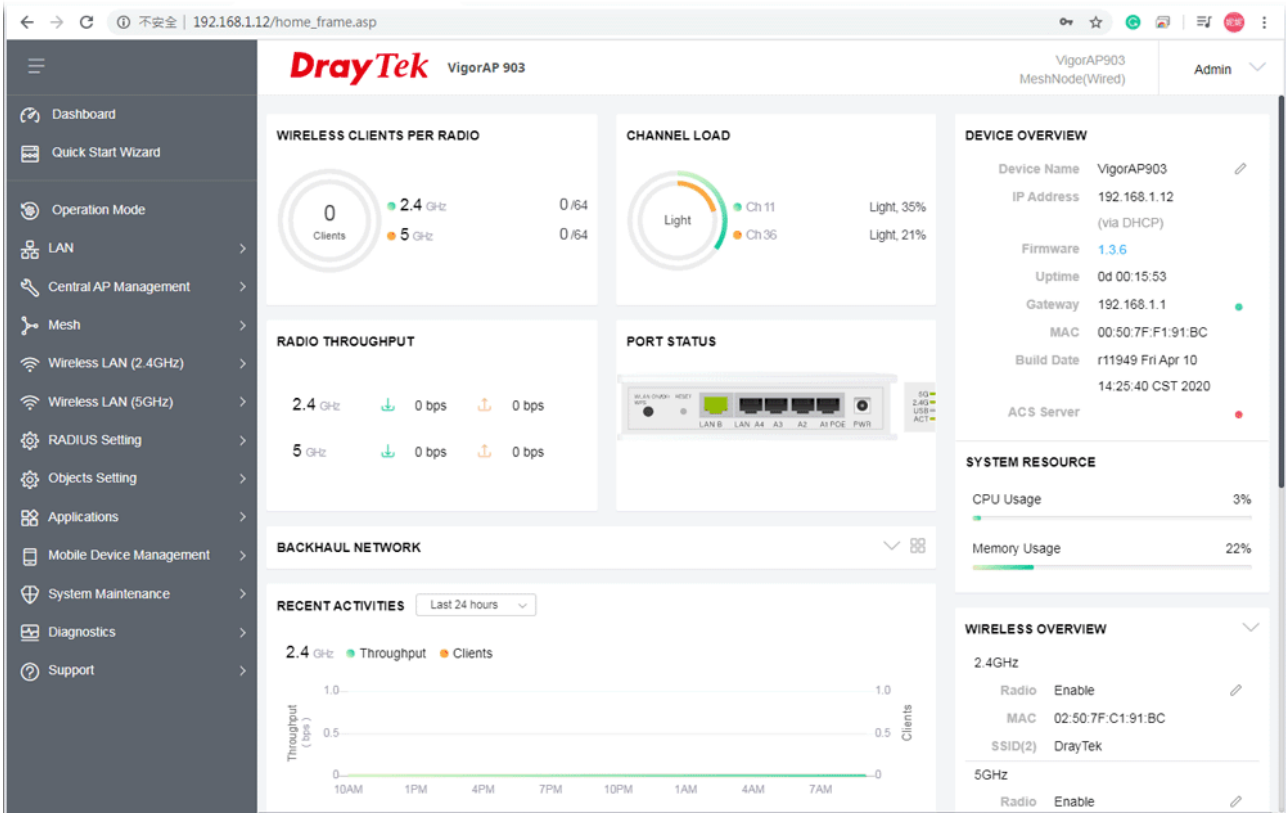 不安全 | 192.168.1.12/home_frame.asp
DrayTek VigorAP 903
VigorAP903
MeshNode(Wired)
Admin
Dashboard
Quick Start Wizard
Operation Mode
LAN
Central AP Management
Mesh
Wireless LAN (2.4GHz)
Wireless LAN (5GHz)
RADIUS Setting
Objects Setting
Applications
Mobile Device Management
System Maintenance
Diagnostics
Support
WIRELESS CLIENTS PER RADIO
0
Clients
2.4 GHz 0/64
5 GHz 0/64
CHANNEL LOAD
Light
Ch 11 Light, 35%
Ch 36 Light, 21%
RADIO THROUGHPUT
2.4 GHz 0 bps 0 bps
5 GHz 0 bps 0 bps
PORT STATUS
WLAN ON/OFF RESET
WPS
LAN B LAN A4 A3 A2 A1 POE PWR
5G
2.4G
USB
ACT
BACKHAUL NETWORK
RECENT ACTIVITIES Last 24 hours
2.4 GHz Throughput Clients
Throughput
( bps )
1.0
0.5
0
1.0
0.5
0
Clients
10AM 1PM 4PM 7PM 10PM 1AM 4AM 7AM
DEVICE OVERVIEW
Device Name VigorAP903
IP Address 192.168.1.12
(via DHCP)
Firmware 1.3.6
Uptime 0d 00:15:53
Gateway 192.168.1.1
MAC 00:50:7F:F1:91:BC
Build Date r11949 Fri Apr 10
14:25:40 CST 2020
ACS Server
SYSTEM RESOURCE
CPU Usage 3%
Memory Usage 22%
WIRELESS OVERVIEW
2.4GHz
Radio Enable
MAC 02:50:7F:C1:91:BC
SSID(2) DrayTek
5GHz
Radio Enable